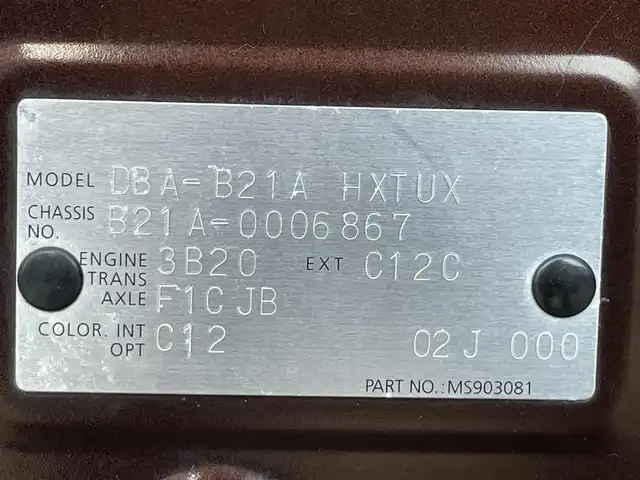 MODEL DBA-B21A HXTUX
CHASSIS NO. B21A-0006867
ENGINE 3B20 EXT C12C
TRANS AXLE F1CJB
COLOR. INT OPT C12 02J 000
PART NO.: MS903081